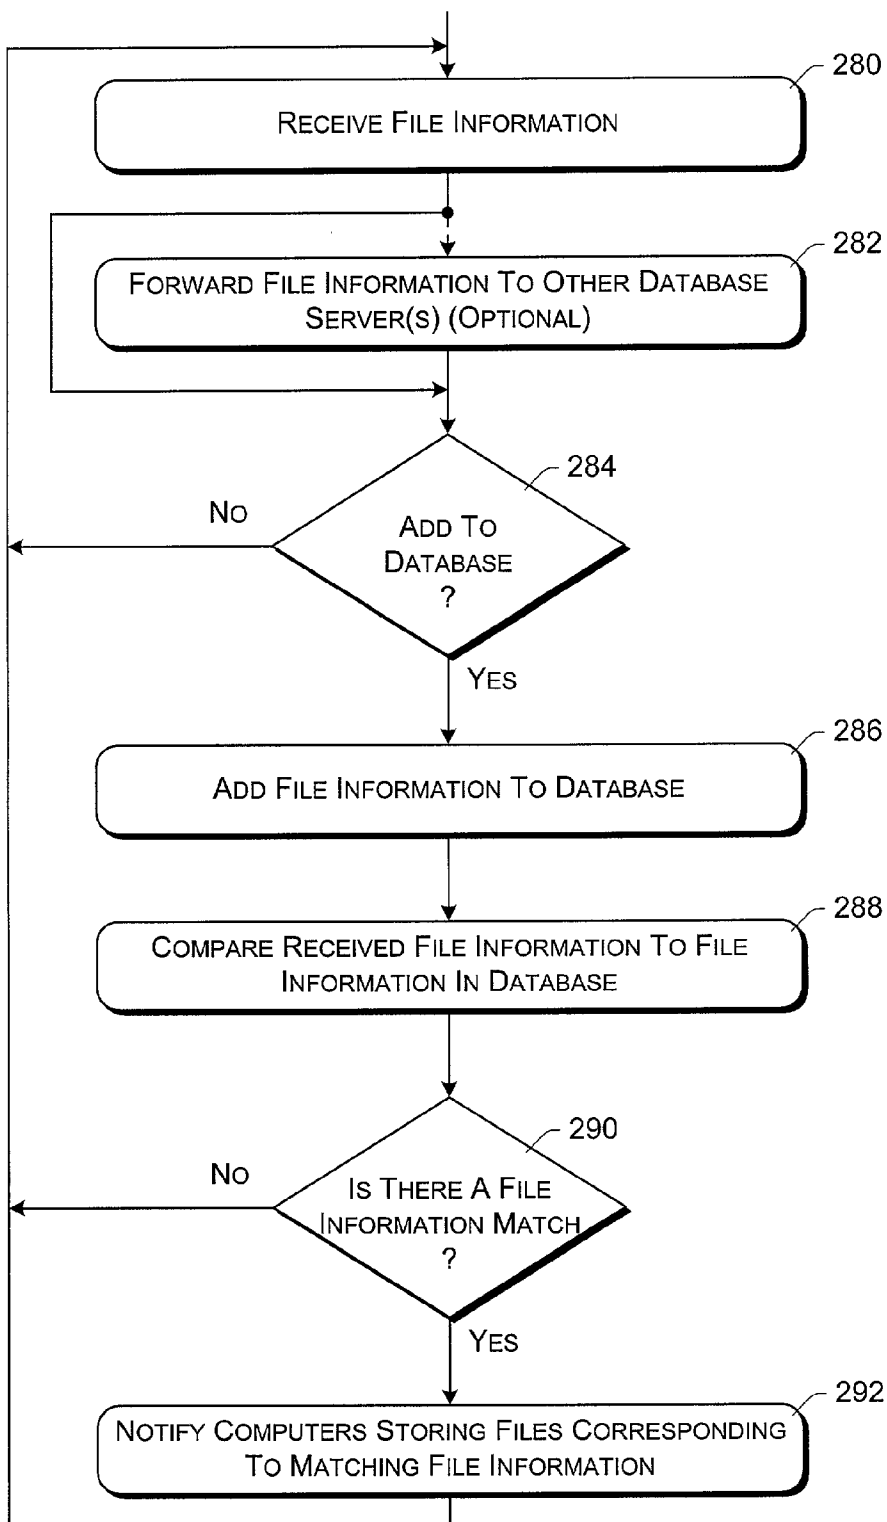 280
RECEIVE FILE INFORMATION
282
FORWARD FILE INFORMATION TO OTHER DATABASE
SERVER(S) (OPTIONAL)
284
NO
ADD TO
DATABASE
?
YES
286
ADD FILE INFORMATION TO DATABASE
288
COMPARE RECEIVED FILE INFORMATION TO FILE
INFORMATION IN DATABASE
290
NO
IS THERE A FILE
INFORMATION MATCH
?
YES
292
NOTIFY COMPUTERS STORING FILES CORRESPONDING
TO MATCHING FILE INFORMATION